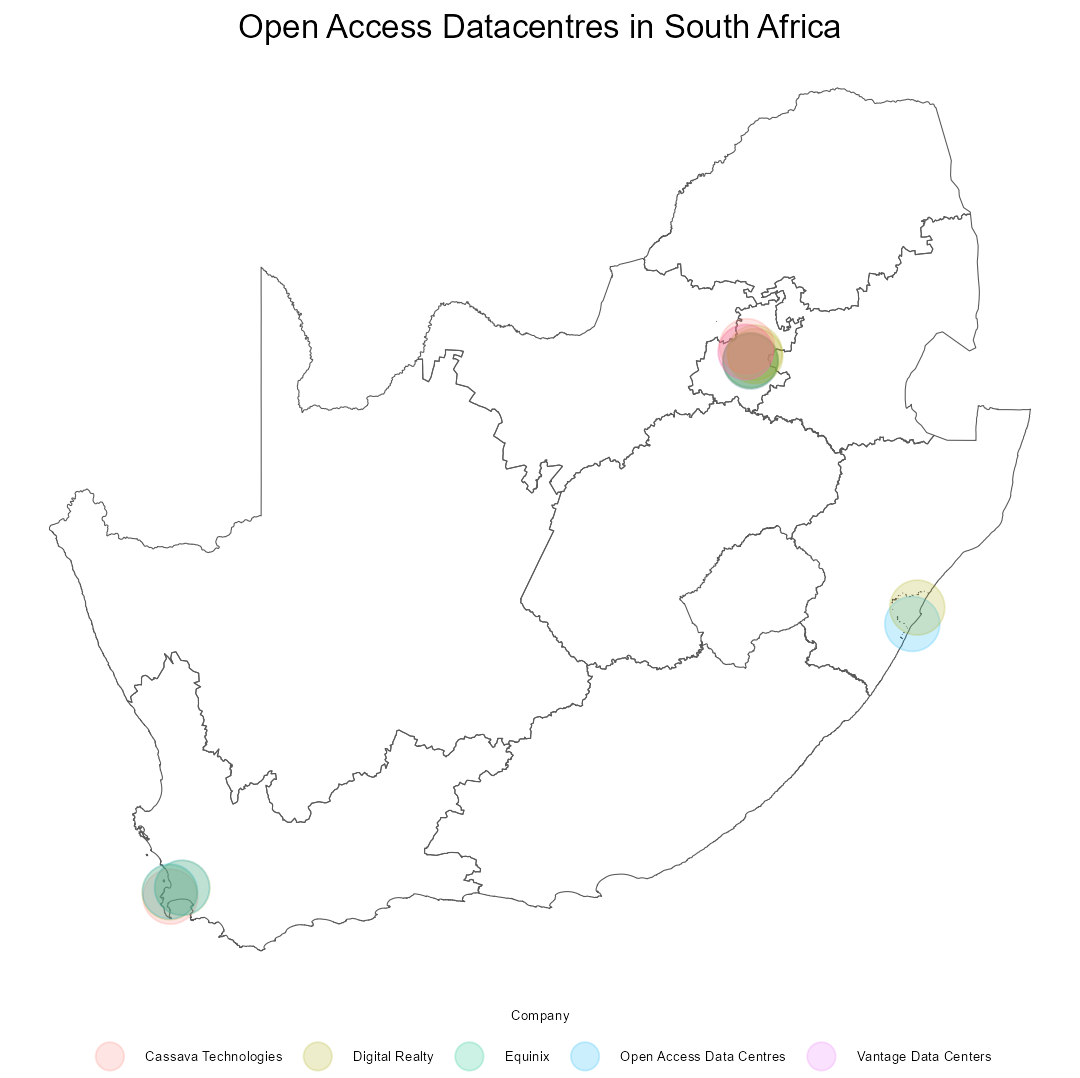 Open Access Datacentres in South Africa
Company
Cassava Technologies
Digital Realty
Equinix
Open Access Data Centres
Vantage Data Centers